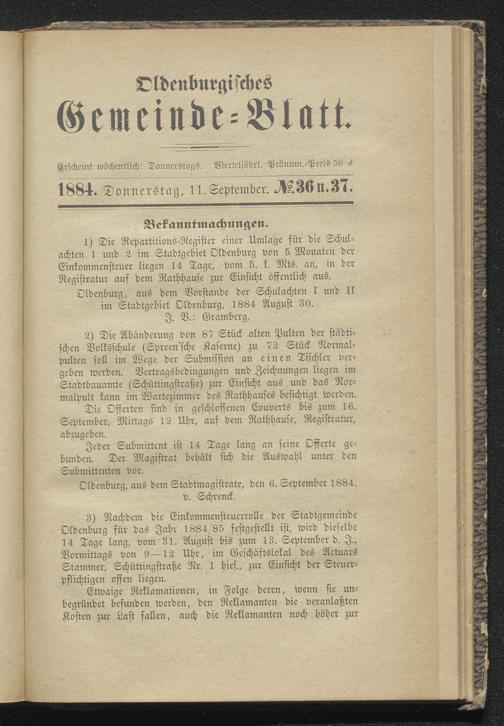 Oldenburgisches
Gemeinde-Blatt.
Erscheint wöchentlich: Donnerstags. Vierteljährl. Pränum.-Preis 50 ₰
1884. Donnerstag, 11. September. №. 36 u. 37.
Bekanntmachungen.
1) Die Repartitions-Register einer Umlage für die Schul-
achten 1 und 2 im Stadtgebiet Oldenburg von 5 Monaten der
Einkommensteuer liegen 14 Tage, vom 5. k. Mts. an, in der
Registratur auf dem Rathhause zur Einsicht öffentlich aus.
Oldenburg, aus dem Vorstande der Schulachten I und II
im Stadtgebiet Oldenburg, 1884 August 30.
J. V.: Gramberg.
2) Die Abänderung von 87 Stück alten Pulten der städti-
schen Volksschule (Spreen'sche Kaserne) zu 72 Stück Normal-
pulten soll im Wege der Submission an einen Tischler ver-
geben werden. Vertragsbedingungen und Zeichnungen liegen im
Stadtbauamte (Schüttingstraße) zur Einsicht aus und das Nor-
malpult kann im Wartezimmer des Rathhauses besichtigt werden.
Die Offerten sind in geschlossenen Couverts bis zum 16.
September, Mittags 12 Uhr, auf dem Rathhause, Registratur,
abzugeben.
Jeder Submittent ist 14 Tage lang an seine Offerte ge-
bunden. Der Magistrat behält sich die Auswahl unter den
Submittenten vor.
Oldenburg, aus dem Stadtmagistrate, den 6. September 1884.
v. Schrenck.
3) Nachdem die Einkommensteuerrolle der Stadtgemeinde
Oldenburg für das Jahr 1884/85 festgestellt ist, wird dieselbe
14 Tage lang, vom 31. August bis zum 13. September d. J.,
Vormittags von 9—12 Uhr, im Geschäftslokal des Actuars
Stammer, Schüttingstraße Nr. 1 hies., zur Einsicht der Steuer-
pflichtigen offen liegen.
Etwaige Reklamationen, in Folge deren, wenn sie un-
begründet befunden werden, den Reklamanten die veranlaßten
Kosten zur Last fallen, auch die Reklamanten noch höher zur